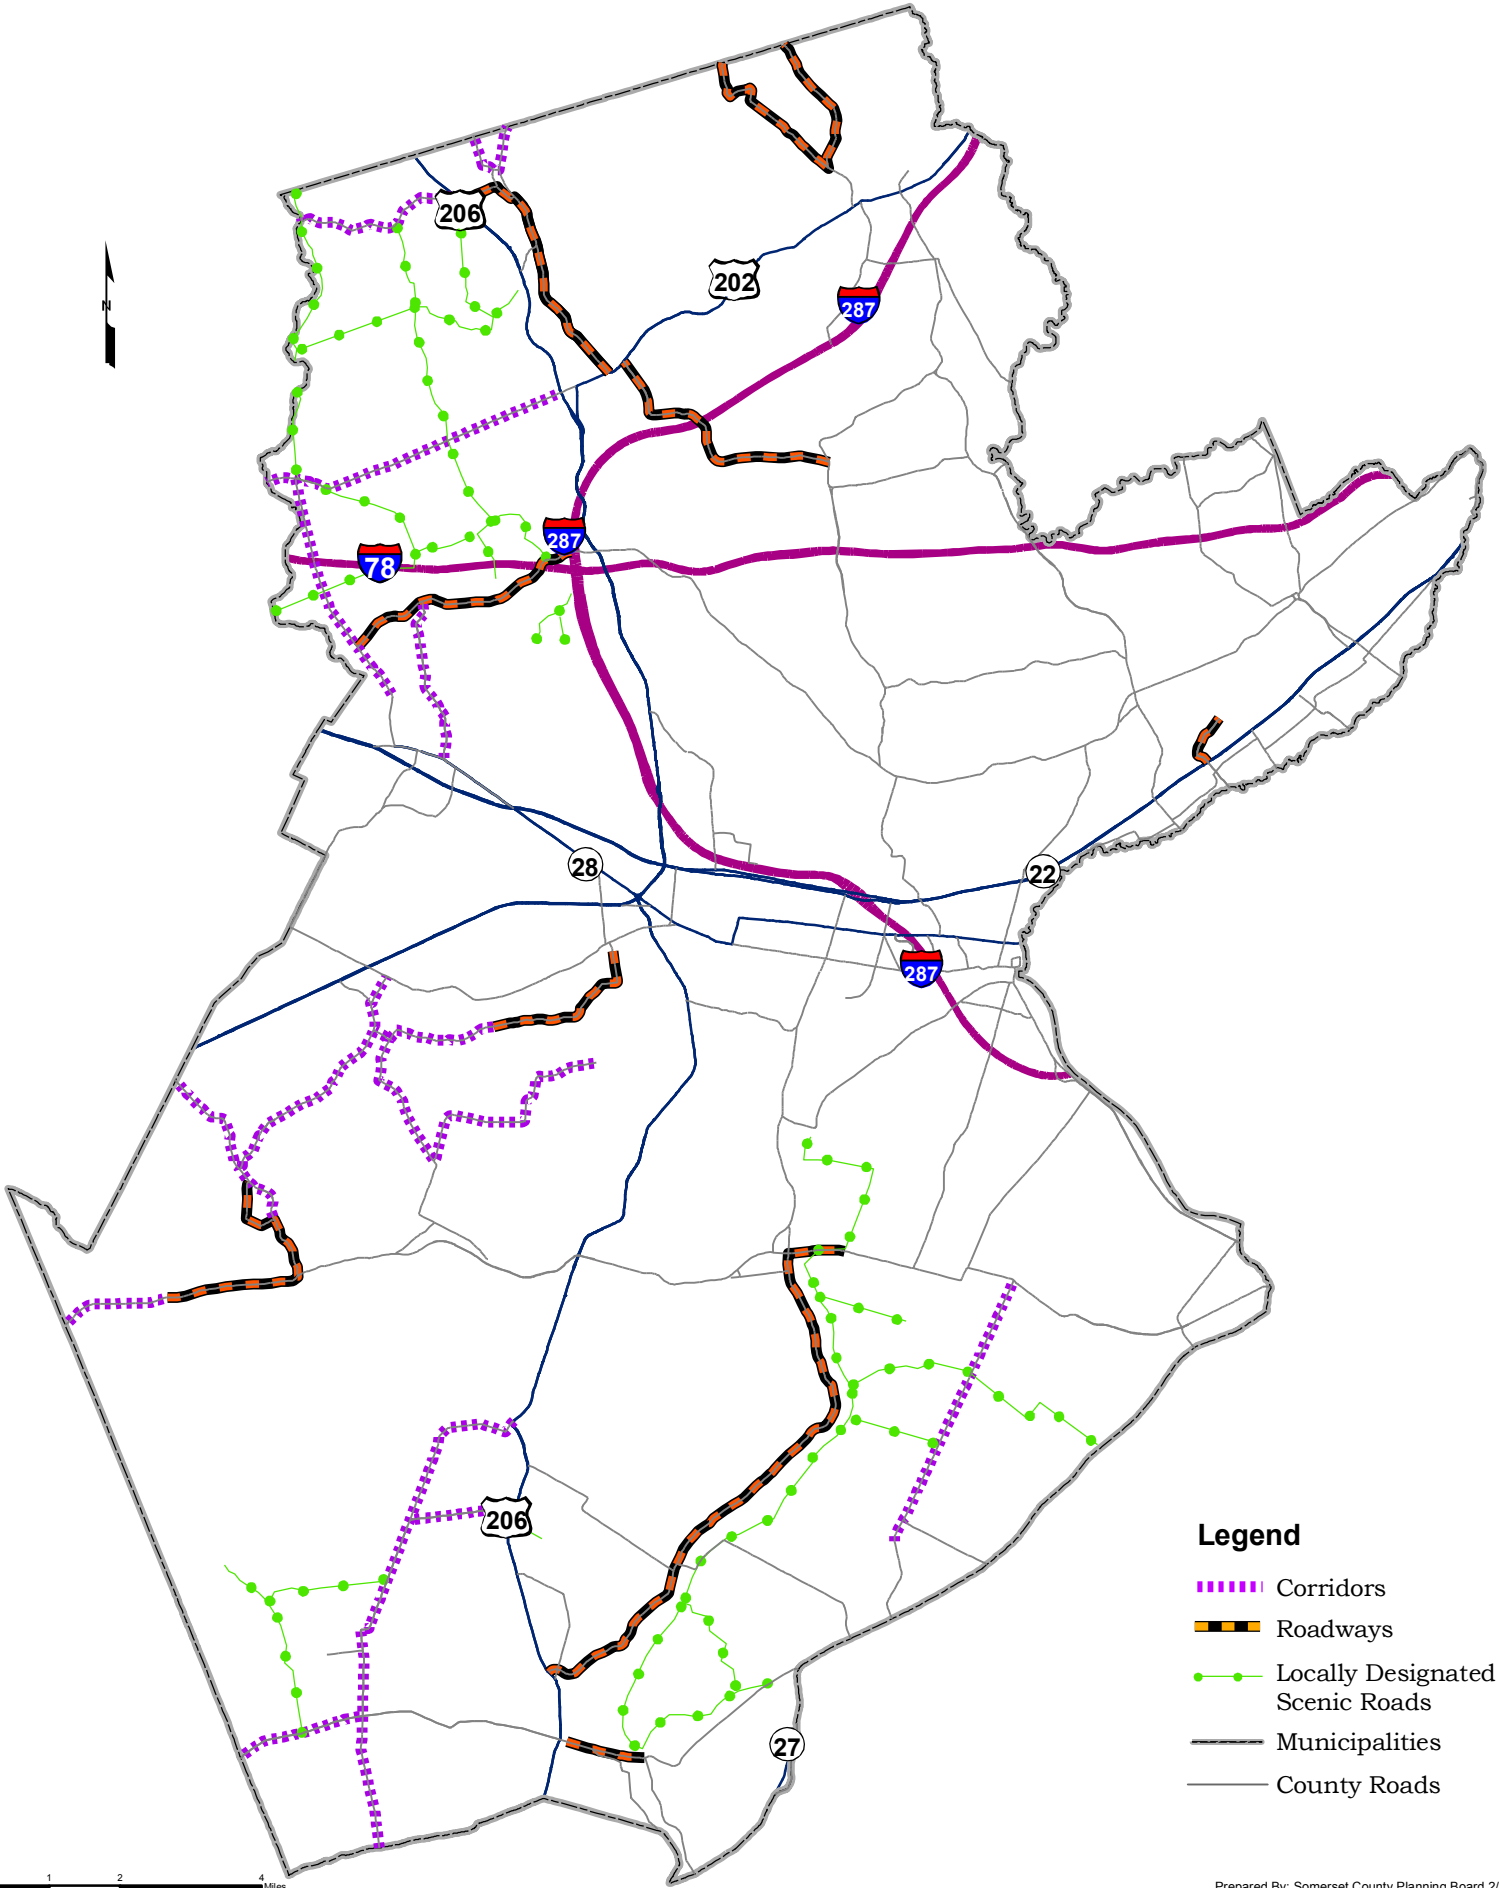 206
202
287
N
287
78
28
22
287
206
27
Legend
Corridors
Roadways
Locally Designated
Scenic Roads
Municipalities
County Roads
1 2 4
Miles
Prepared By: Somerset County Planning Board 2/